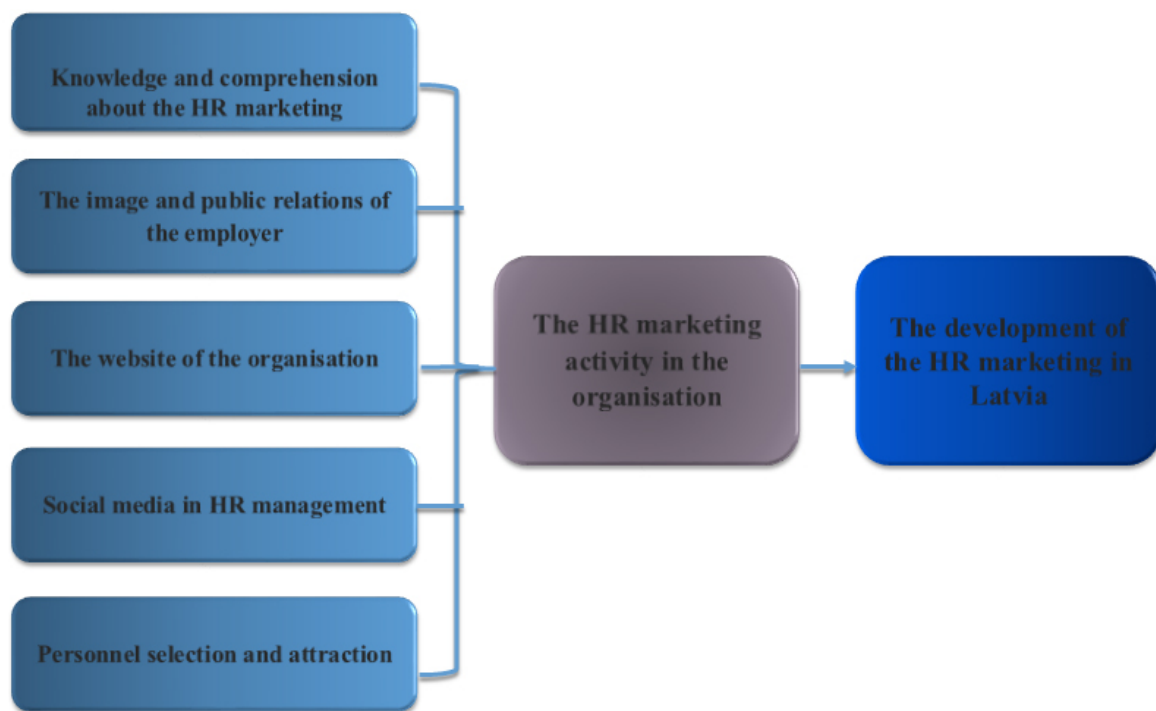 Knowledge and comprehension
about the HR marketing
The image and public relations of
the employer
The website of the organisation
Social media in HR management
Personnel selection and attraction
The HR marketing
activity in the
organisation
The development of
the HR marketing in
Latvia